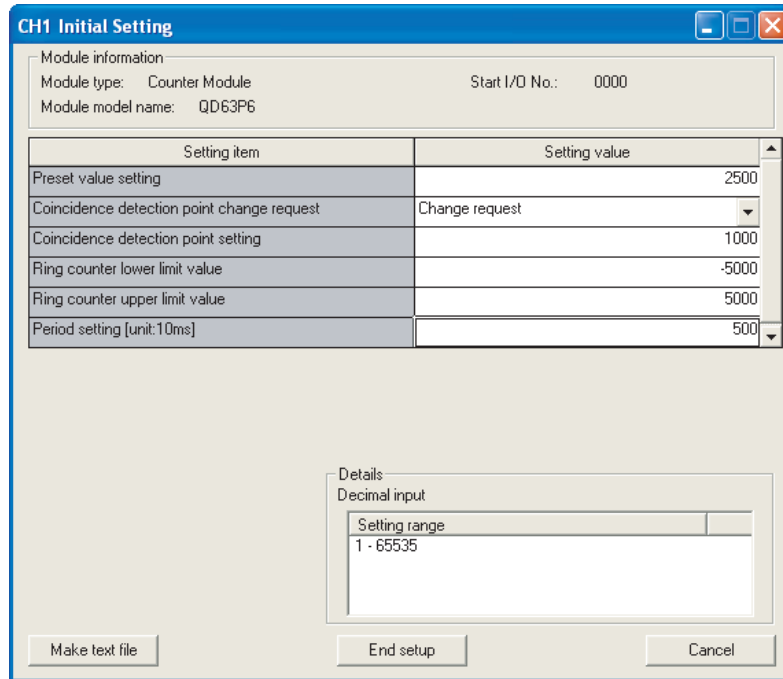 CH1 Initial Setting
Module information
Module type: Counter Module Start I/O No.: 0000
Module model name: QD63P6
Setting item Setting value
Preset value setting 2500
Coincidence detection point change request Change request
Coincidence detection point setting 1000
Ring counter lower limit value -5000
Ring counter upper limit value 5000
Period setting [unit:10ms] 500
Details
Decimal input
Setting range
1 - 65535
Make text file End setup Cancel